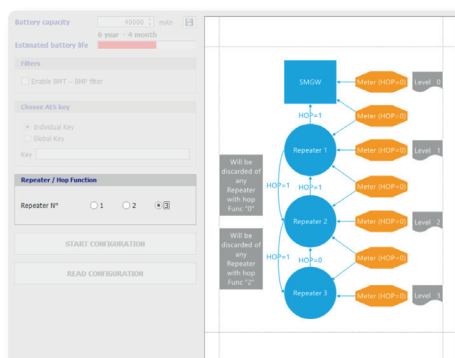 Battery capacity 90000 mAh
6 year - 4 month
Estimated battery life
Filters
Enable BMT - BMP filter
Choose AES key
Individual Key
Global Key
Key
Repeater / Hop Function
Repeater N° 1 2 3
START CONFIGURATION
READ CONFIGURATION
SMGW
Meter (HOP=0)
Level 0
HOP=1
Meter (HOP=0)
Repeater 1
Meter (HOP=0)
Level 1
Will be
discarded of
any
Repeater
with hop
Func "0"
HOP=1
HOP=1
Meter (HOP=0)
Repeater 2
Meter (HOP=0)
Level 2
Will be
discarded of
any
Repeater
with hop
Func "2"
HOP=1
HOP=0
Meter (HOP=0)
Repeater 3
Meter (HOP=0)
Level 3